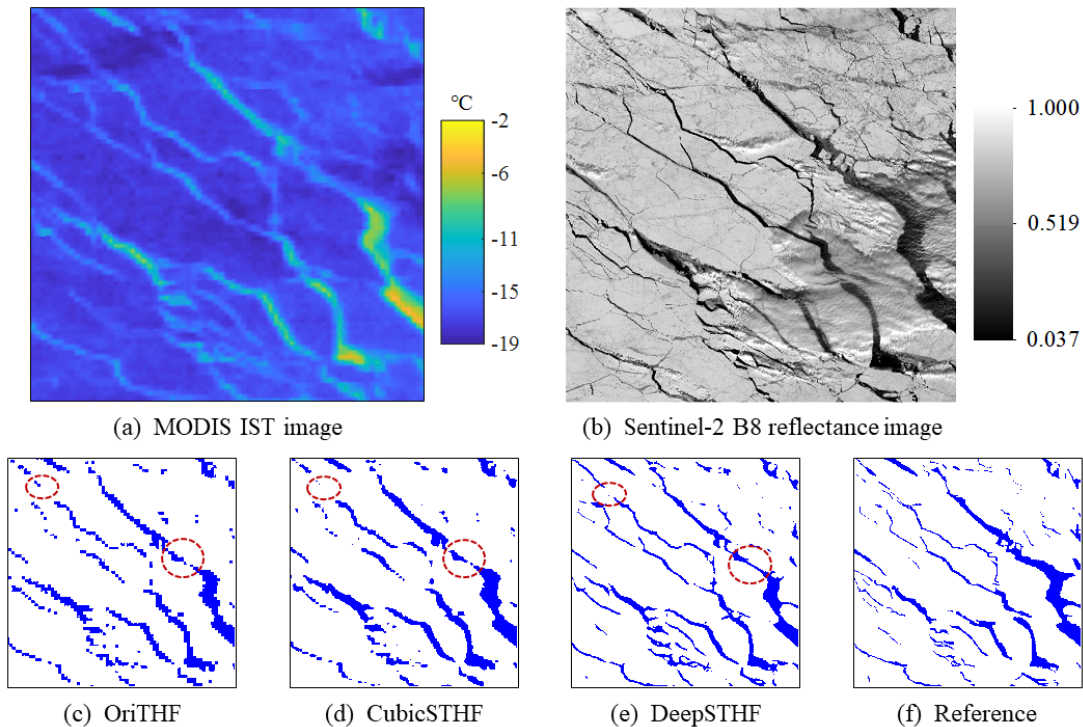 °C
-2
-6
-11
-15
-19
1.000
0.519
0.037
(a) MODIS IST image
(b) Sentinel-2 B8 reflectance image
(c) OriTHF
(d) CubicSTHF
(e) DeepSTHF
(f) Reference